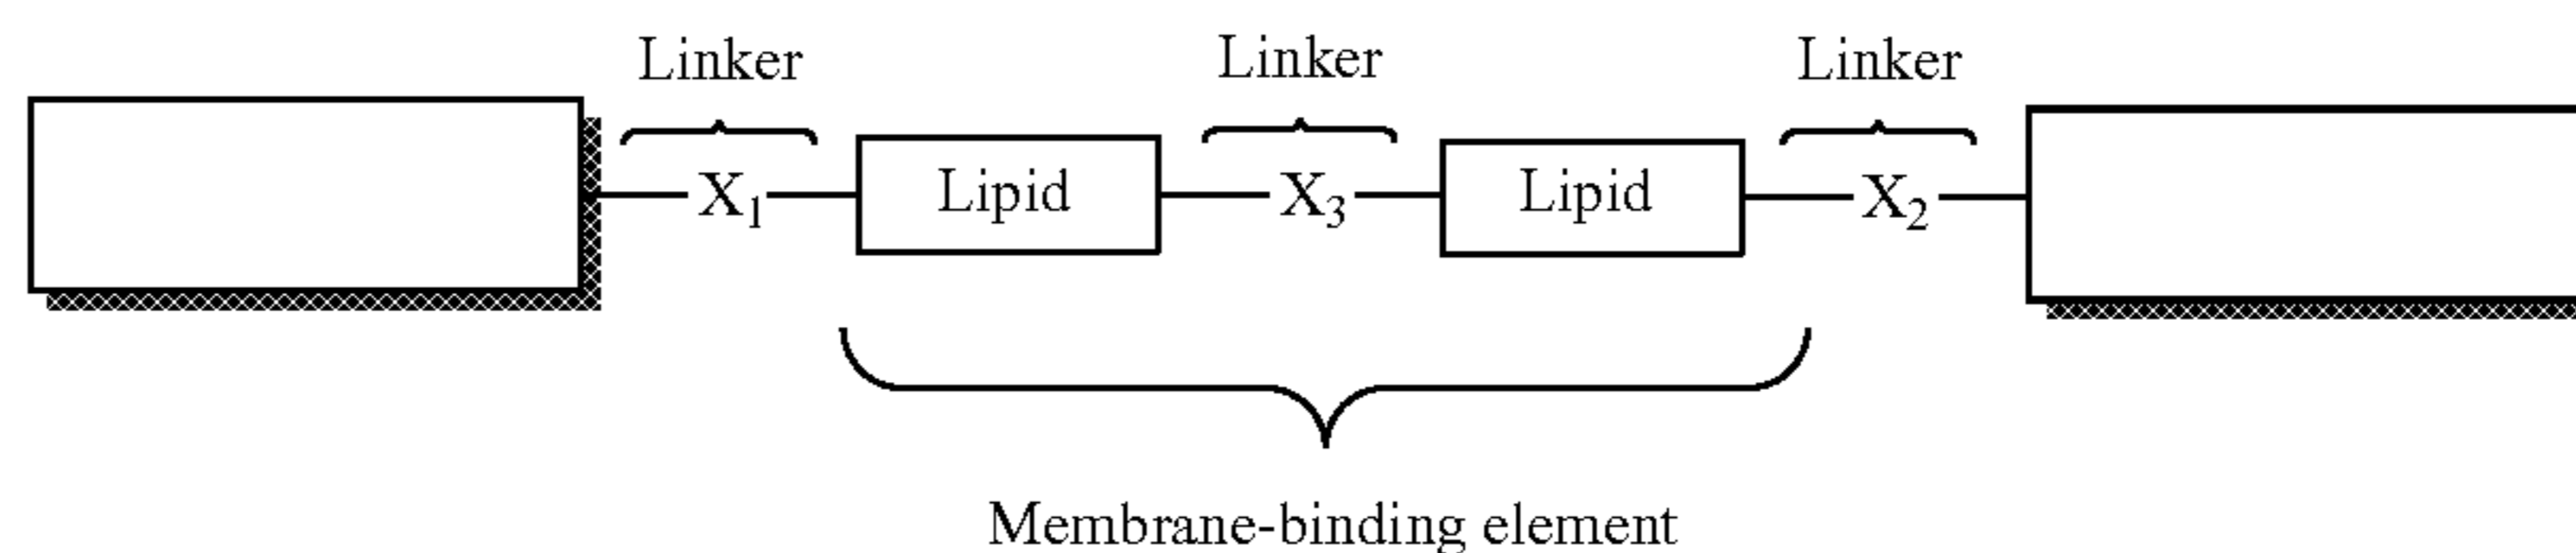 Linker Linker Linker
X₁ Lipid X₃ Lipid X₂
Membrane-binding element